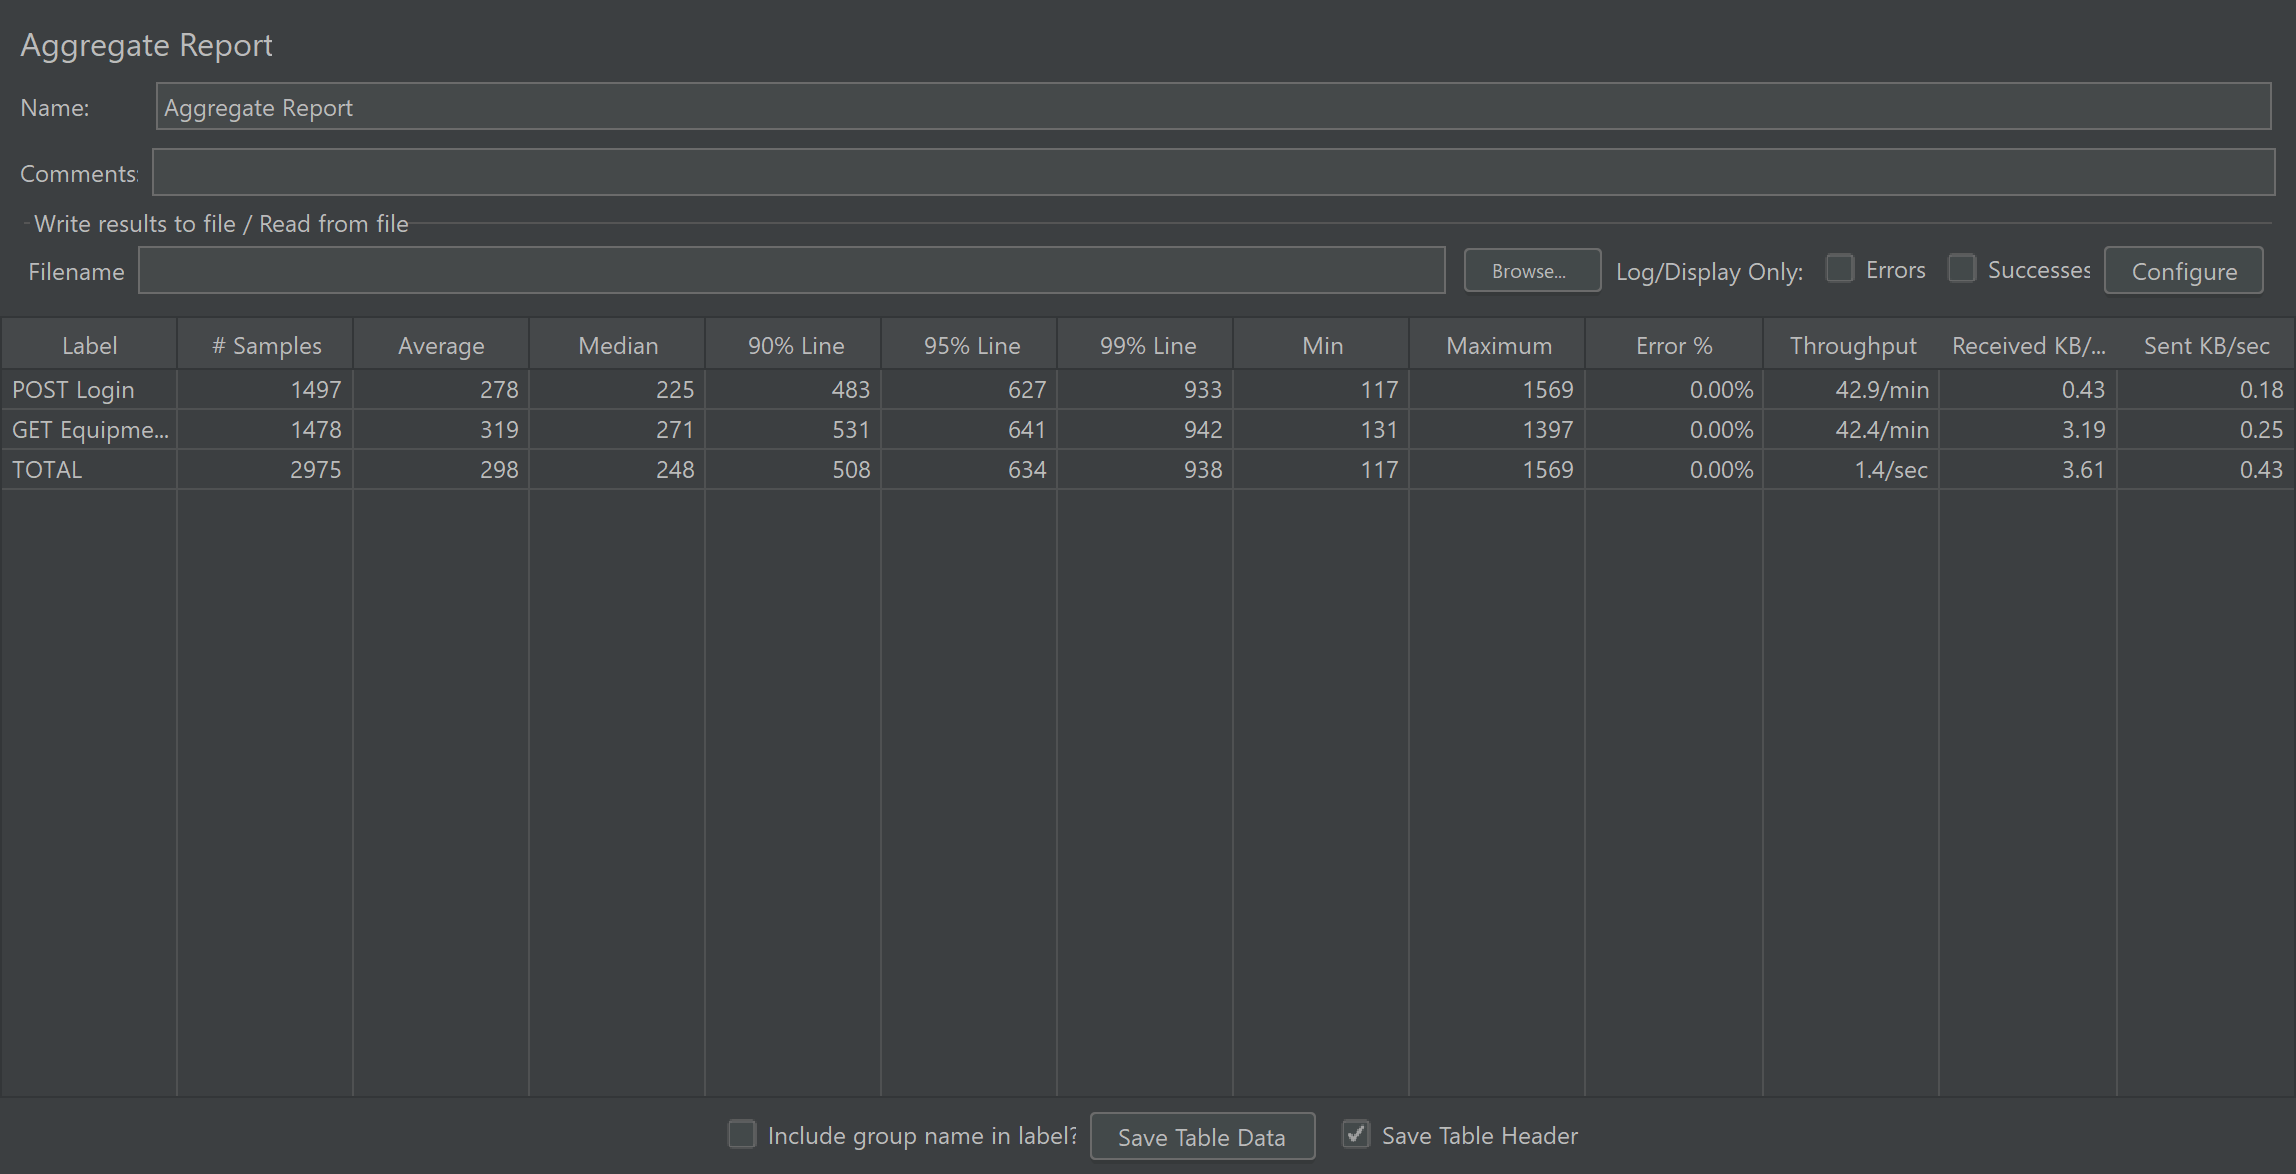 Aggregate Report
Name: Aggregate Report
Comments:
Write results to file / Read from file
Filename Browse... Log/Display Only: Errors Successes Configure
Label # Samples Average Median 90% Line 95% Line 99% Line Min Maximum Error % Throughput Received KB/... Sent KB/sec
POST Login 1497 278 225 483 627 933 117 1569 0.00% 42.9/min 0.43 0.18
GET Equipme... 1478 319 271 531 641 942 131 1397 0.00% 42.4/min 3.19 0.25
TOTAL 2975 298 248 508 634 938 117 1569 0.00% 1.4/sec 3.61 0.43
Include group name in label? Save Table Data Save Table Header